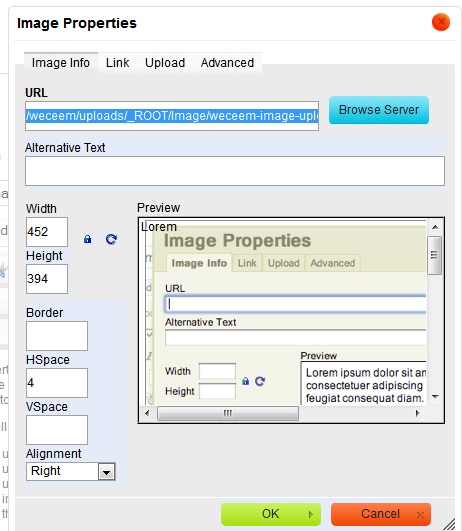 Image Properties
Image Info Link Upload Advanced
URL
/weceem/uploads/_ROOT/Image/weceem-image-uplo
Browse Server
Alternative Text
Width
452
Height
394
Border
HSpace
4
VSpace
Alignment
Right
Preview
Lorem
Image Properties
Image Info Link Upload Advanced
URL
Alternative Text
Width
Height
Preview
Lorem ipsum dolor sit am
consectetuer adipiscing
feugiat consequat diam.
OK
Cancel